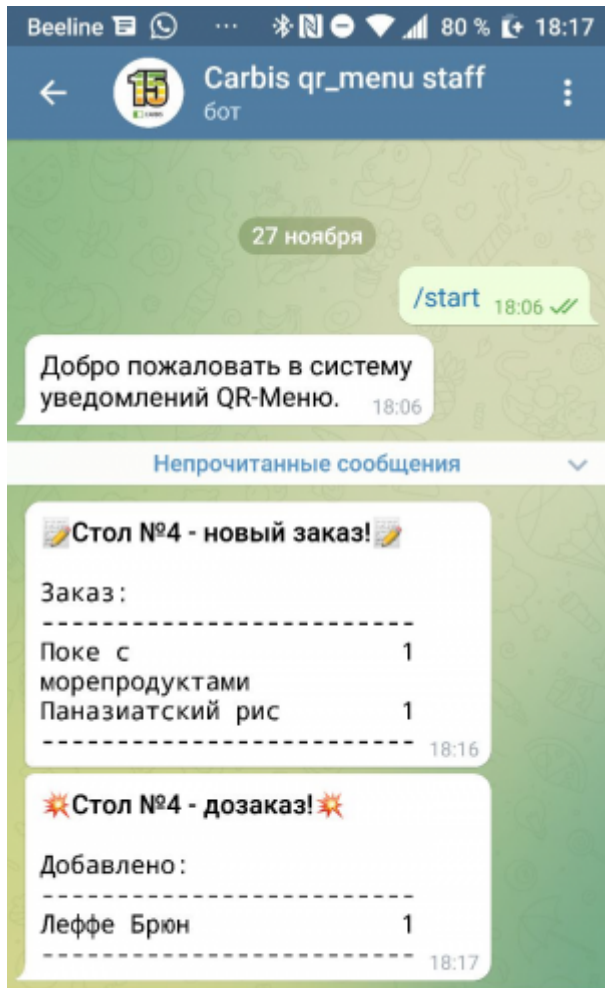 Beeline ... 80 % 18:17
15
CARBIS
Carbis qr_menu staff
бот
27 ноября
/start 18:06
Добро пожаловать в систему
уведомлений QR-Меню. 18:06
Непрочитанные сообщения
Стол №4 - новый заказ!
Заказ:
-------------------------
Поке с 1
морепродуктами
Паназиатский рис 1
------------------------- 18:16
Стол №4 - дозаказ!
Добавлено:
-------------------------
Леффе Брюн 1
------------------------- 18:17